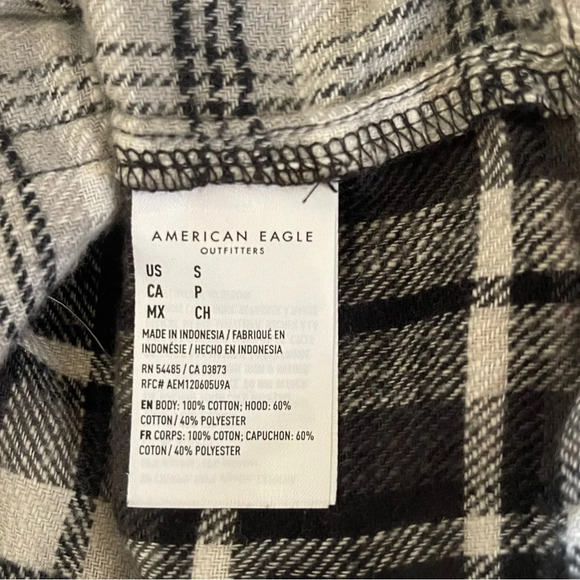 AMERICAN EAGLE
OUTFITTERS
US S
CA P
MX CH
MADE IN INDONESIA / FABRIQUÉ EN
INDONÉSIE / HECHO EN INDONESIA
RN 54485 / CA 03873
RFC# AEM120605U9A
EN BODY: 100% COTTON; HOOD: 60%
COTTON / 40% POLYESTER
FR CORPS: 100% COTON; CAPUCHON: 60%
COTON / 40% POLYESTER